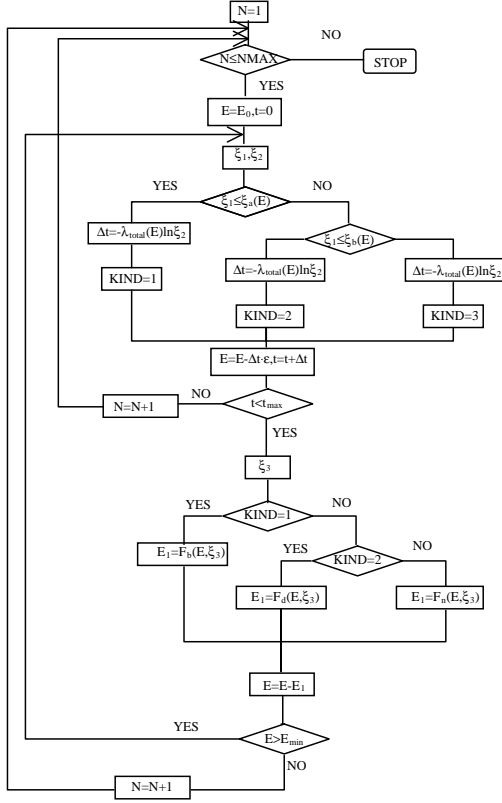 N=1
NO
N≤NMAX
STOP
YES
E=E₀,t=0
ξ₁,ξ₂
YES
NO
ξ₁≤ξₐ(E)
Δt=-λtotal(E)lnξ₂
ξ₁≤ξb(E)
Δt=-λtotal(E)lnξ₂
Δt=-λtotal(E)lnξ₂
KIND=1
KIND=2
KIND=3
E=E-Δt·ε,t=t+Δt
NO
N=N+1
t<tmax
YES
ξ₃
YES
NO
KIND=1
E₁=Fb(E,ξ₃)
YES
NO
KIND=2
E₁=Fd(E,ξ₃)
E₁=Fn(E,ξ₃)
E=E-E₁
YES
E>Emin
NO
N=N+1